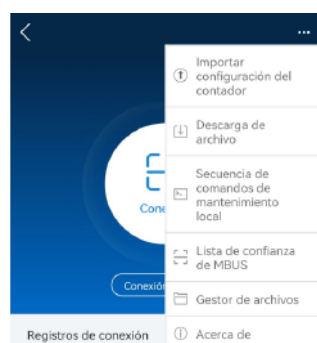 Importar
configuración del
contador
Descarga de
archivo
Secuencia de
comandos de
mantenimiento
local
Lista de confianza
de MBUS
Gestor de archivos
Acerca de
Registros de conexión